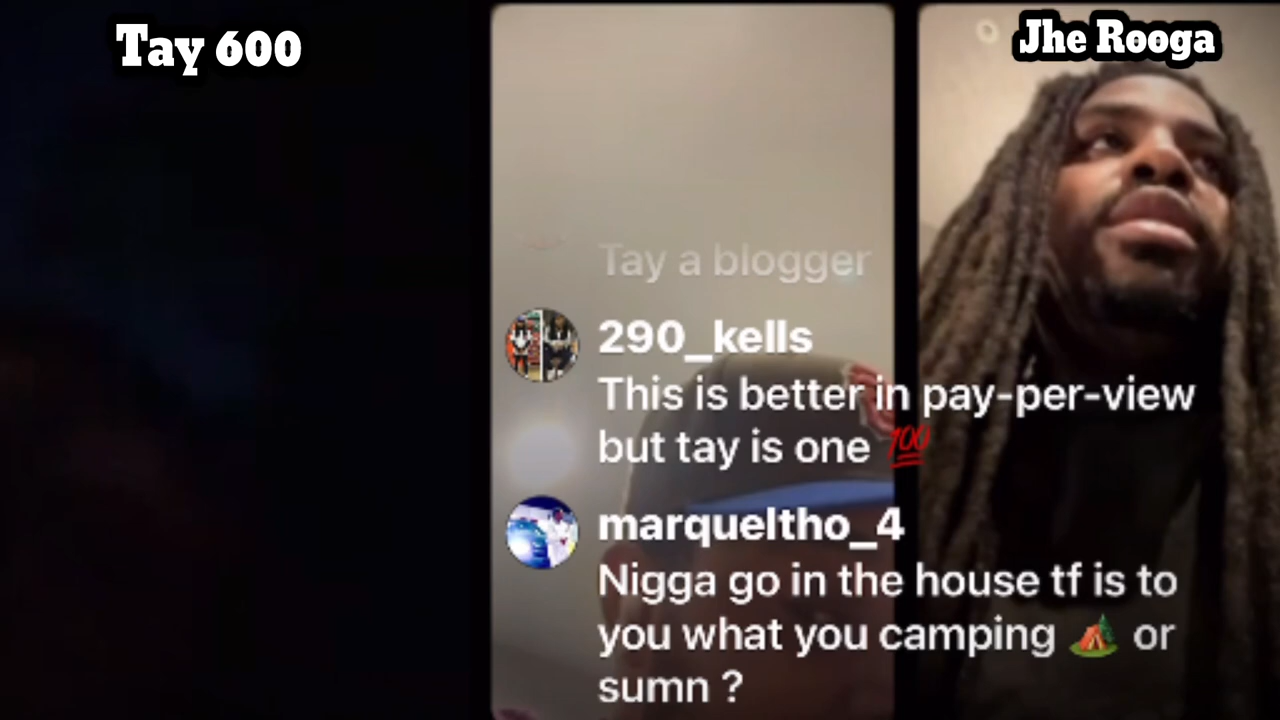 Tay 600
Jhe Rooga
Tay a blogger
290_kells
This is better in pay-per-view
but tay is one 💯
marqueltho_4
Nigga go in the house tf is to
you what you camping 🏕️ or
sumn ?